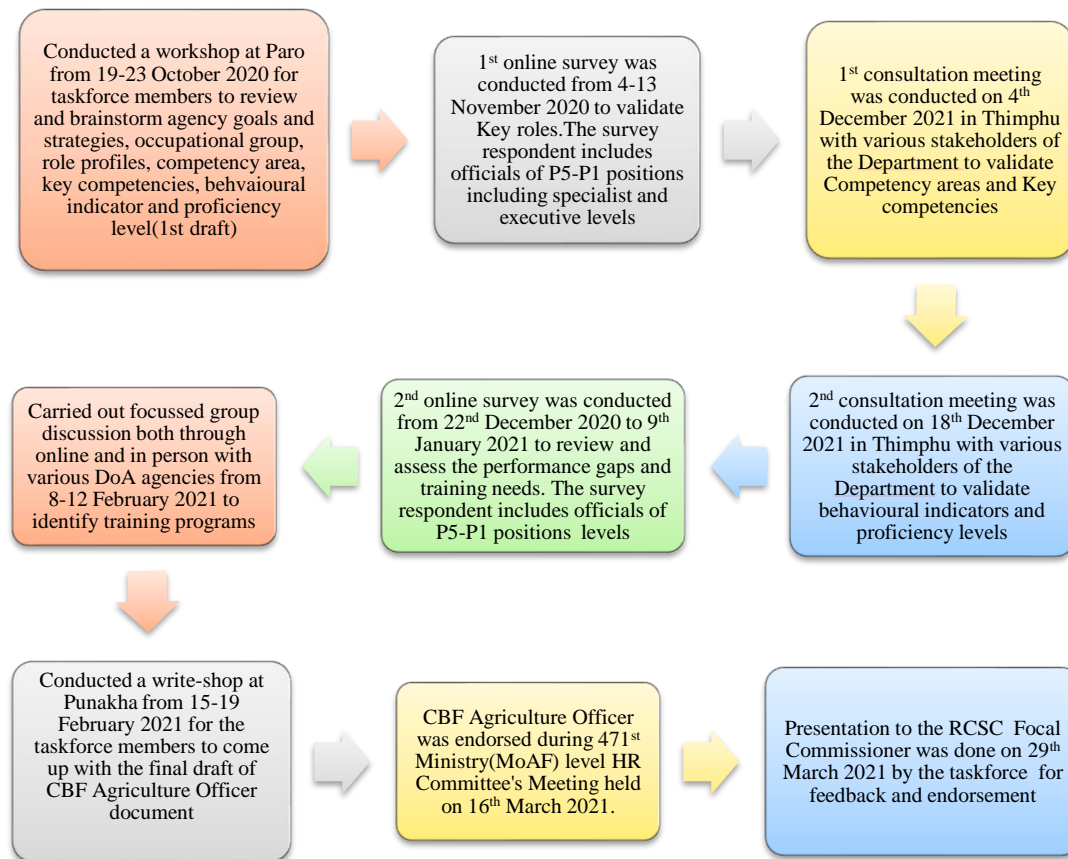 Conducted a workshop at Paro
from 19-23 October 2020 for
taskforce members to review
and brainstorm agency goals and
strategies, occupational group,
role profiles, competency area,
key competencies, behvaioural
indicator and proficiency
level(1st draft)
1st online survey was
conducted from 4-13
November 2020 to validate
Key roles.The survey
respondent includes
officials of P5-P1 positions
including specialist and
executive levels
1st consultation meeting
was conducted on 4th
December 2021 in Thimphu
with various stakeholders of
the Department to validate
Competency areas and Key
competencies
2nd consultation meeting was
conducted on 18th December
2021 in Thimphu with various
stakeholders of the
Department to validate
behavioural indicators and
proficiency levels
2nd online survey was conducted
from 22nd December 2020 to 9th
January 2021 to review and
assess the performance gaps and
training needs. The survey
respondent includes officials of
P5-P1 positions levels
Carried out focussed group
discussion both through
online and in person with
various DoA agencies from
8-12 February 2021 to
identify training programs
Conducted a write-shop at
Punakha from 15-19
February 2021 for the
taskforce members to come
up with the final draft of
CBF Agriculture Officer
document
CBF Agriculture Officer
was endorsed during 471st
Ministry(MoAF) level HR
Committee's Meeting held
on 16th March 2021.
Presentation to the RCSC Focal
Commissioner was done on 29th
March 2021 by the taskforce for
feedback and endorsement